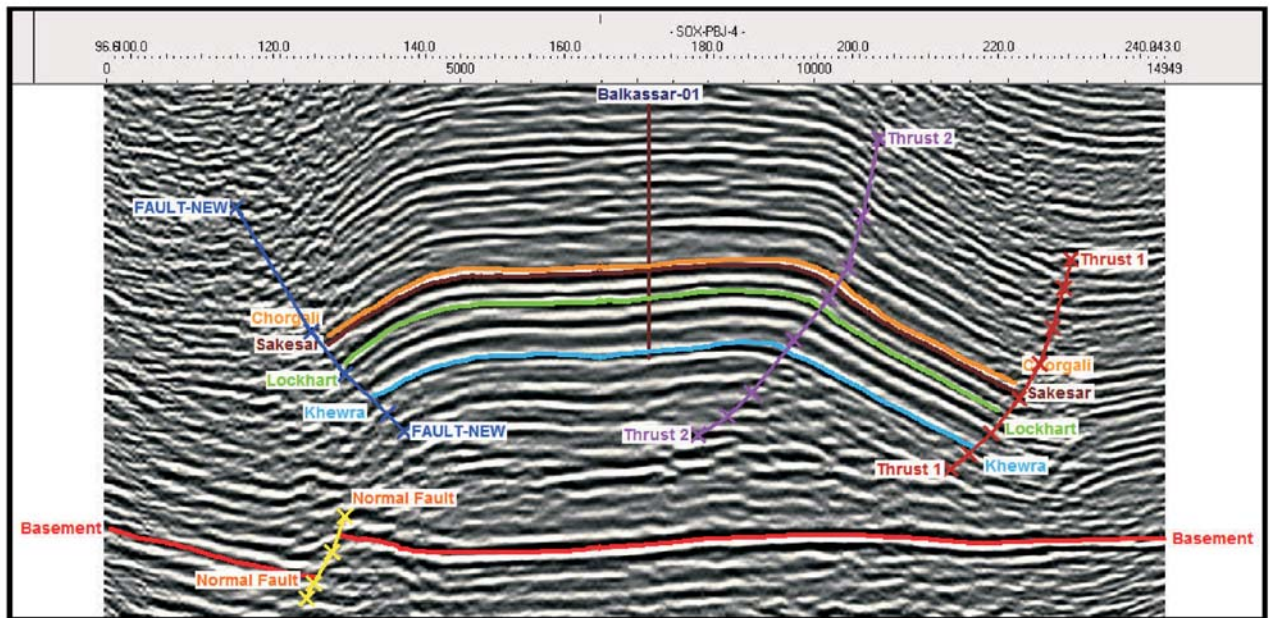 - SOX-PBJ-4 -
96.6100.0 120.0 140.0 160.0 180.0 200.0 220.0 240.0243.0
0 5000 10000 14949
Balkassar-01
Thrust 2
FAULT-NEW
Thrust 1
Chorgali
Sakesar
Chorgali
Lockhart
Sakesar
Khewra
Lockhart
FAULT-NEW
Thrust 2
Thrust 1
Khewra
Normal Fault
Basement
Basement
Normal Fault